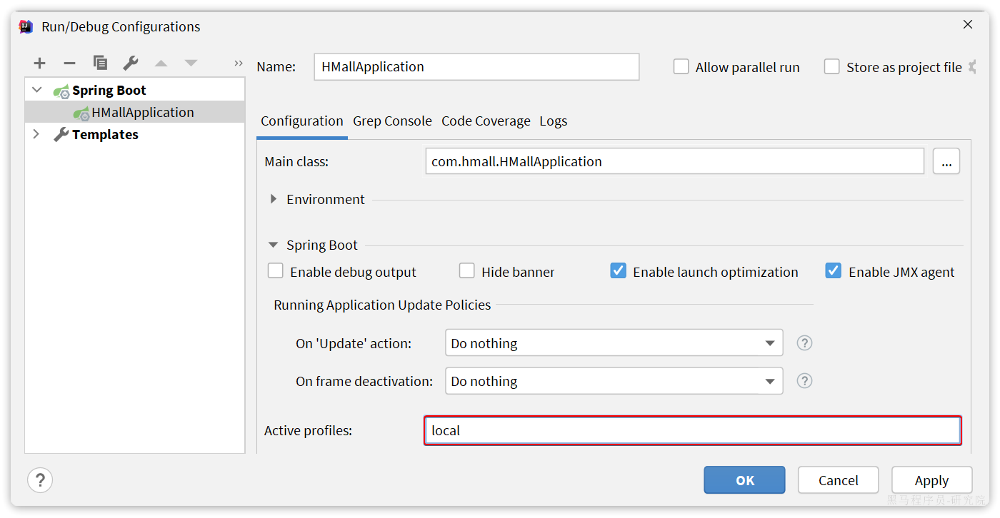 Run/Debug Configurations
Name: HMallApplication Allow parallel run Store as project file
Spring Boot
HMallApplication
Templates
Configuration Grep Console Code Coverage Logs
Main class: com.hmall.HMallApplication ...
Environment
Spring Boot
Enable debug output Hide banner Enable launch optimization Enable JMX agent
Running Application Update Policies
On 'Update' action: Do nothing ?
On frame deactivation: Do nothing ?
Active profiles: local
? OK Cancel Apply
黑马程序员-研究院